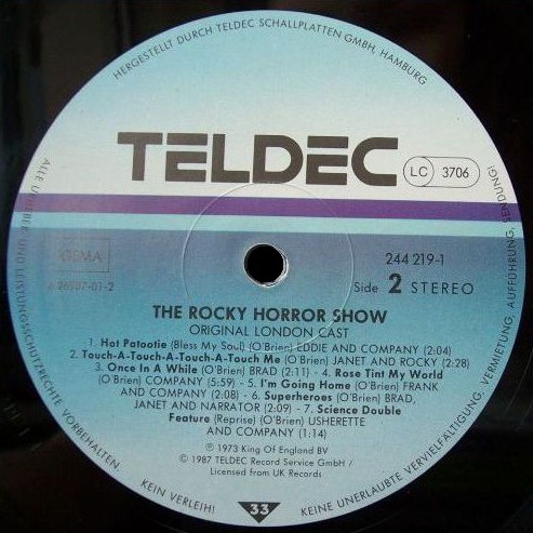 HERGESTELLT DURCH TELDEC SCHALLPLATTEN GMBH, HAMBURG
TELDEC
LC 3706
GEMA
244 219-1
Side 2 STEREO
THE ROCKY HORROR SHOW
ORIGINAL LONDON CAST
1. Hot Patootie (Bless My Soul) (O'Brien) EDDIE AND COMPANY (2:04)
2. Touch-A-Touch-A-Touch-A-Touch Me (O'Brien) JANET AND ROCKY (2:28)
3. Once In A While (O'Brien) BRAD (2:11) - 4. Rose Tint My World
(O'Brien) COMPANY (5:59) - 5. I'm Going Home (O'Brien) FRANK
AND COMPANY (2:08) - 6. Superheroes (O'Brien) BRAD,
JANET AND NARRATOR (2:09) - 7. Science Double
Feature (Reprise) (O'Brien) USHERETTE
AND COMPANY (1:14)
℗ 1973 King Of England BV
© 1987 TELDEC Record Service GmbH /
Licensed from UK Records
33
ALLE URHEBER- UND LEISTUNGSSCHUTZRECHTE VORBEHALTEN.
KEIN VERLEIH!
KEINE UNERLAUBTE VERVIELFÄLTIGUNG, VERMIETUNG, AUFFÜHRUNG, SENDUNG!